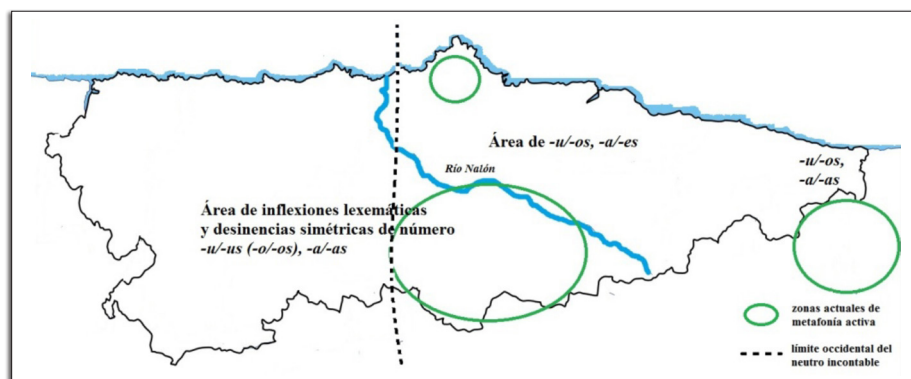 Área de -u/-os, -a/-es
-u/-os,
-a/-as
Río Nalón
Área de inflexiones lexemáticas
y desinencias simétricas de número
-u/-us (-o/-os), -a/-as
zonas actuales de
metafonía activa
límite occidental del
neutro incontable